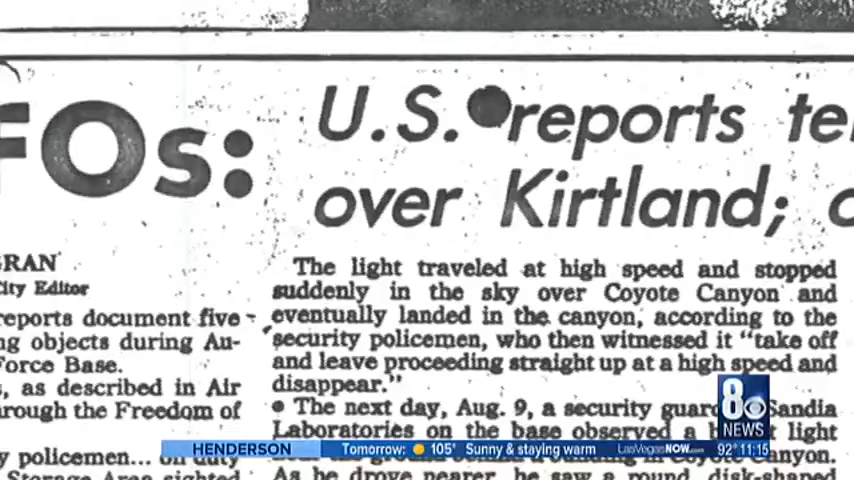 fOs:
U.S. reports
over Kirtland;
City Editor
reports document five
objects during Au-
Force Base.
as described in Air
through the Freedom of
policemen... on duty
Storage Area sighted
The light traveled at high speed and stopped
suddenly in the sky over Coyote Canyon and
eventually landed in the canyon, according to the
security policemen, who then witnessed it "take off
and leave proceeding straight up at a high speed and
disappear."
• The next day, Aug. 9, a security guard Sandia
Laboratories on the base observed a light
Coyote Canyon.
As he drove nearer, he saw a round, disk-shaped
8
NEWS
HENDERSON
Tomorrow: 105° Sunny & staying warm
LasVegasNOW.com
92° 11:15